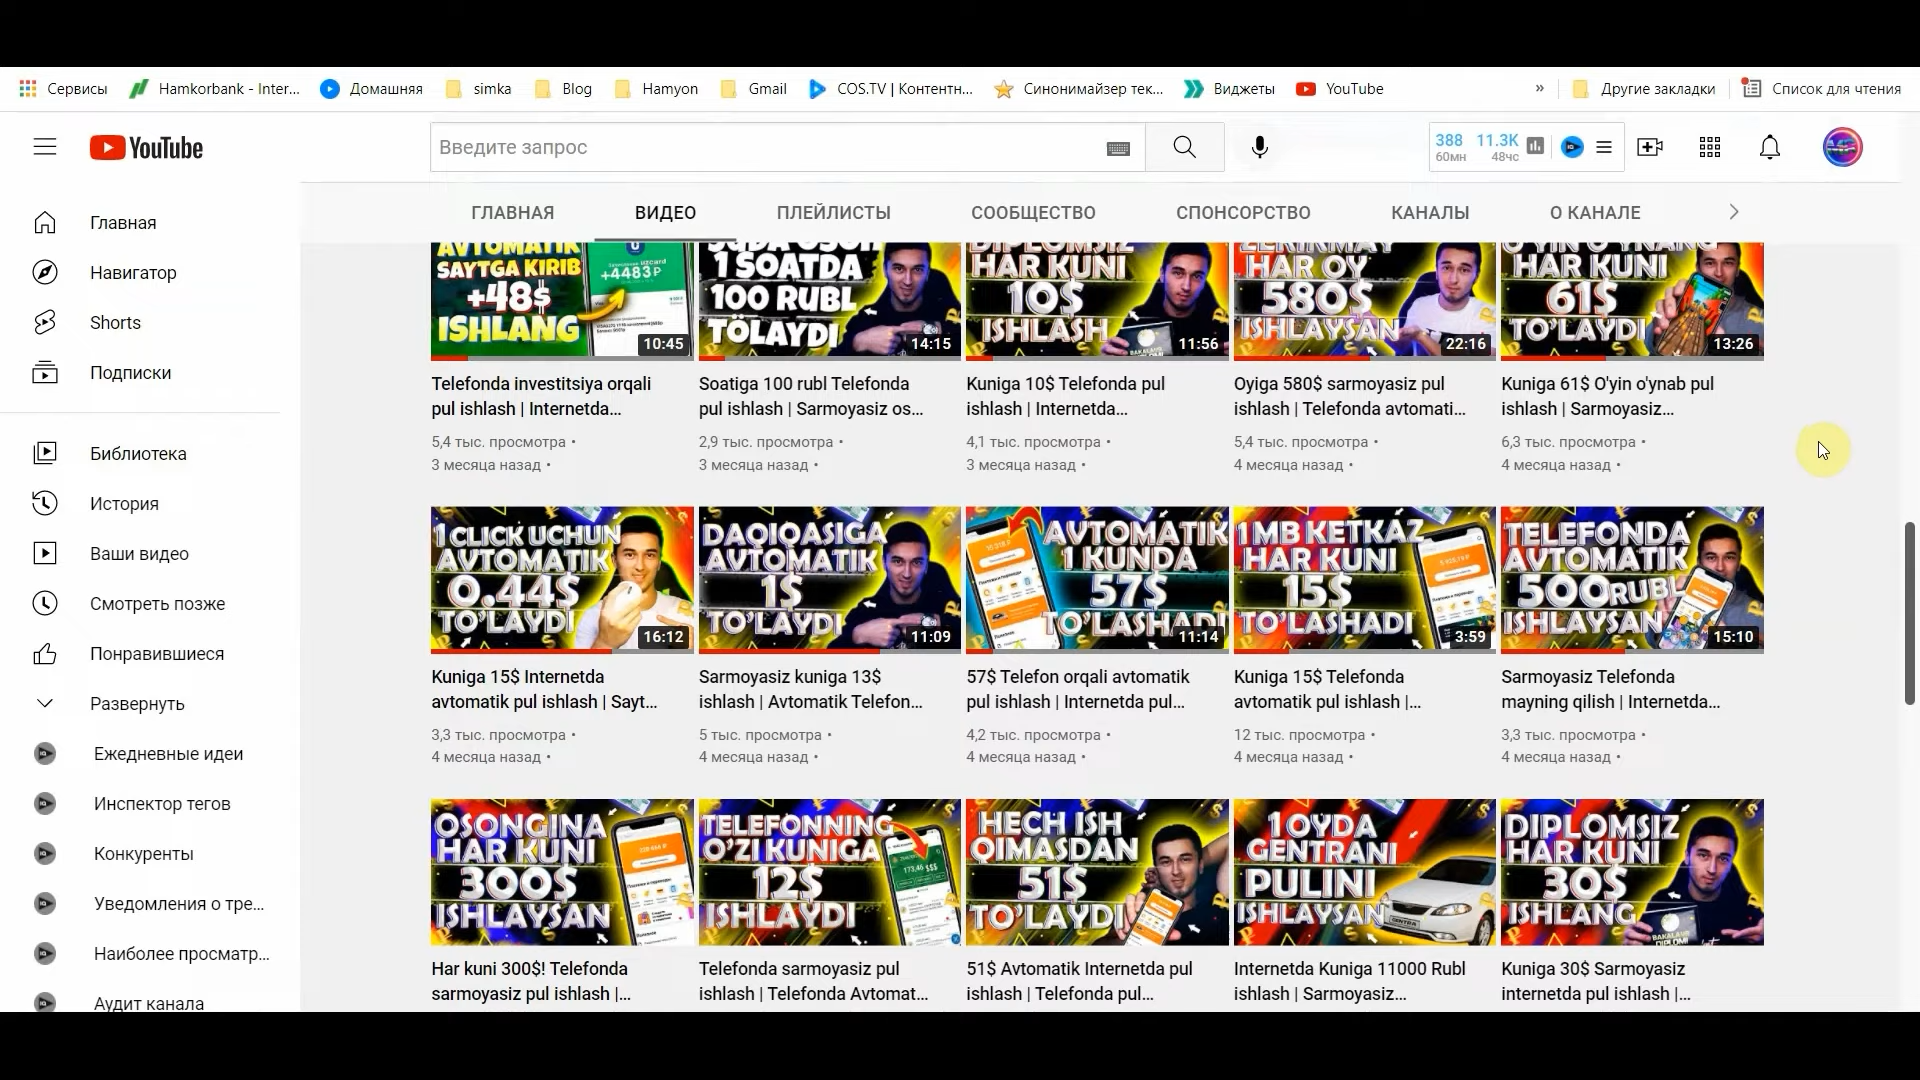 Сервисы
Hamkorbank - Inter...
Домашняя
simka
Blog
Hamyon
Gmail
COS.TV | Контентн...
Синонимайзер тек...
Виджеты
YouTube
»
Другие закладки
Список для чтения
YouTube
Введите запрос
388 11.3K
60мн 48чс
ГЛАВНАЯ
ВИДЕО
ПЛЕЙЛИСТЫ
СООБЩЕСТВО
СПОНСОРСТВО
КАНАЛЫ
О КАНАЛЕ
Главная
Навигатор
Shorts
Подписки
Библиотека
История
Ваши видео
Смотреть позже
Понравившиеся
Развернуть
Ежедневные идеи
Инспектор тегов
Конкуренты
Уведомления о тре...
Наиболее просматр...
Аудит канала
AVTOMATIK
SAYTGA KIRIB
+48$
ISHLANG
UZCARD
+4483 ₽
10:45
Telefonda investitsiya orqali
pul ishlash | Internetda...
5,4 тыс. просмотра •
3 месяца назад •
JUDA OSON
1 SOATDA
100 RUBL
TÖLAYDI
14:15
Soatiga 100 rubl Telefonda
pul ishlash | Sarmoyasiz os...
2,9 тыс. просмотра •
3 месяца назад •
DIPLOMSIZ
HAR KUNI
10$
ISHLASH
11:56
Kuniga 10$ Telefonda pul
ishlash | Internetda...
4,1 тыс. просмотра •
3 месяца назад •
ZERIKMAY
HAR OY
580$
ISHLAYSAN
22:16
Oyiga 580$ sarmoyasiz pul
ishlash | Telefonda avtomati...
5,4 тыс. просмотра •
4 месяца назад •
O'YIN O'YNANG
HAR KUNI
61$
TO'LAYDI
13:26
Kuniga 61$ O'yin o'ynab pul
ishlash | Sarmoyasiz...
6,3 тыс. просмотра •
4 месяца назад •
1 CLICK UCHUN
AVTOMATIK
0.44$
TO'LAYDI
16:12
Kuniga 15$ Internetda
avtomatik pul ishlash | Sayt...
3,3 тыс. просмотра •
4 месяца назад •
DAQIQASIGA
AVTOMATIK
1$
TO'LAYDI
11:09
Sarmoyasiz kuniga 13$
ishlash | Avtomatik Telefon...
5 тыс. просмотра •
4 месяца назад •
AVTOMATIK
1 KUNDA
57$
TO'LASHADI
11:14
57$ Telefon orqali avtomatik
pul ishlash | Internetda pul...
4,2 тыс. просмотра •
4 месяца назад •
1 MB KETKAZ
HAR KUNI
15$
TO'LASHADI
3:59
Kuniga 15$ Telefonda
avtomatik pul ishlash |...
12 тыс. просмотра •
4 месяца назад •
TELEFONDA
AVTOMATIK
500RUBL
ISHLAYSAN
15:10
Sarmoyasiz Telefonda
mayning qilish | Internetda...
3,3 тыс. просмотра •
4 месяца назад •
OSONGINA
HAR KUNI
300$
ISHLAYSAN
Har kuni 300$! Telefonda
sarmoyasiz pul ishlash |...
TELEFONNING
O'ZI KUNIGA
12$
ISHLAYDI
173,46 $$$
Telefonda sarmoyasiz pul
ishlash | Telefonda Avtomat...
HECH ISH
QIMASDAN
51$
TO'LAYDI
51$ Avtomatik Internetda pul
ishlash | Telefonda pul...
1 OYDA
GENTRANI
PULINI
ISHLAYSAN
GENTRA
Internetda Kuniga 11000 Rubl
ishlash | Sarmoyasiz...
DIPLOMSIZ
HAR KUNI
30$
ISHLANG
BAKALAVR
DIPLOMI
Kuniga 30$ Sarmoyasiz
internetda pul ishlash |...